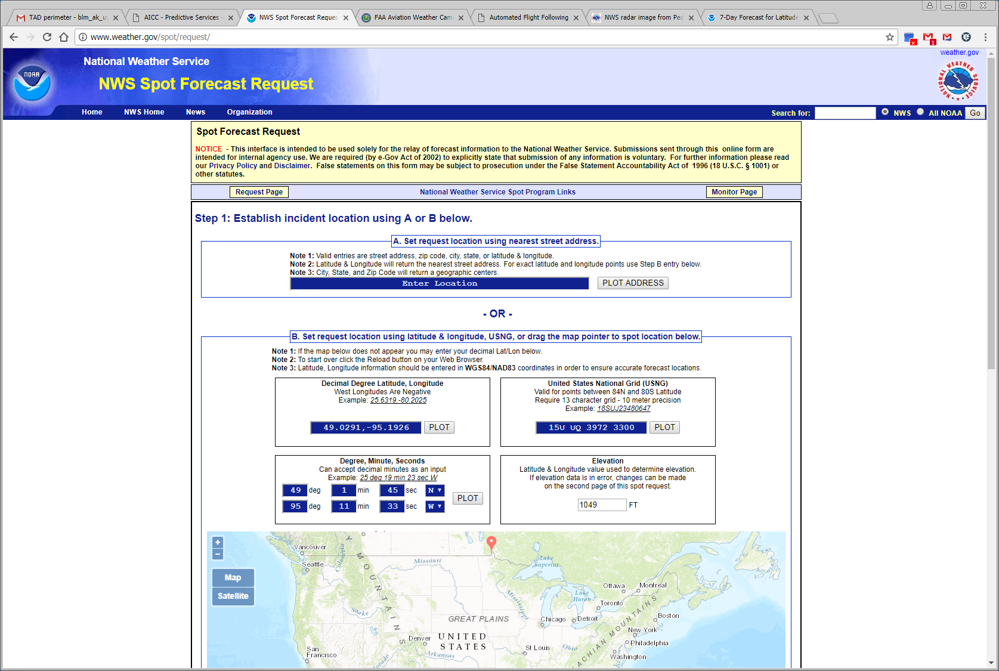 TAD perimeter - blm_ak_u
AICC - Predictive Services -
NWS Spot Forecast Reques
FAA Aviation Weather Cam
Automated Flight Following
NWS radar image from Ped
7-Day Forecast for Latitude
www.weather.gov/spot/request/
1
weather.gov
NOAA
National Weather Service
NWS Spot Forecast Request
NATIONAL WEATHER SERVICE
Home
NWS Home
News
Organization
Search for:
NWS
All NOAA
Go
Spot Forecast Request
NOTICE - This interface is intended to be used solely for the relay of forecast information to the National Weather Service. Submissions sent through this online form are
intended for internal agency use. We are required (by e-Gov Act of 2002) to explicitly state that submission of any information is voluntary. For further information please read
our Privacy Policy and Disclaimer. False statements on this form may be subject to prosecution under the False Statement Accountability Act of 1996 (18 U.S.C. § 1001) or
other statutes.
Request Page
National Weather Service Spot Program Links
Monitor Page
Step 1: Establish incident location using A or B below.
A. Set request location using nearest street address.
Note 1: Valid entries are street address, zip code, city, state, or latitude & longitude.
Note 2: Latitude & Longitude will return the nearest street address. For exact latitude and longitude points use Step B entry below.
Note 3: City, State, and Zip Code will return a geographic centers.
Enter Location
PLOT ADDRESS
- OR -
B. Set request location using latitude & longitude, USNG, or drag the map pointer to spot location below.
Note 1: If the map below does not appear you may enter your decimal Lat/Lon below.
Note 2: To start over click the Reload button on your Web Browser.
Note 3: Latitude, Longitude information should be entered in WGS84/NAD83 coordinates in order to ensure accurate forecast locations.
Decimal Degree Latitude, Longitude
West Longitudes Are Negative
Example: 25.6319,-80.2025
49.0291,-95.1926
PLOT
United States National Grid (USNG)
Valid for points between 84N and 80S Latitude
Require 13 character grid - 10 meter precision
Example: 18SUJ23480647
15U UQ 3972 3300
PLOT
Degree, Minute, Seconds
Can accept decimal minutes as an input
Example: 25 deg 19 min 23 sec W
49 deg 1 min 45 sec N
95 deg 11 min 33 sec W
PLOT
Elevation
Latitude & Longitude value used to determine elevation.
If elevation data is in error, changes can be made
on the second page of this spot request.
1049 FT
+
−
Map
Satellite
Vancouver
Seattle
Columbia
MOUNTAINS
Missouri
Lake
Superior
Mississippi
Lake
Huron
Ottawa
Montreal
Toronto
Boston
Snake
GREAT PLAINS
Chicago
Detroit
New York
Philadelphia
Denver
UNITED
STATES
St Louis
Ohio
ACHIAN MOUNTAINS
Washington
San
Francisco
Arkansas
orado